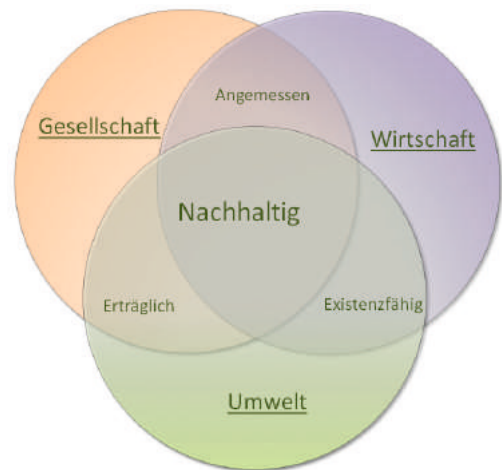 Angemessen
Gesellschaft
Wirtschaft
Nachhaltig
Erträglich
Existenzfähig
Umwelt